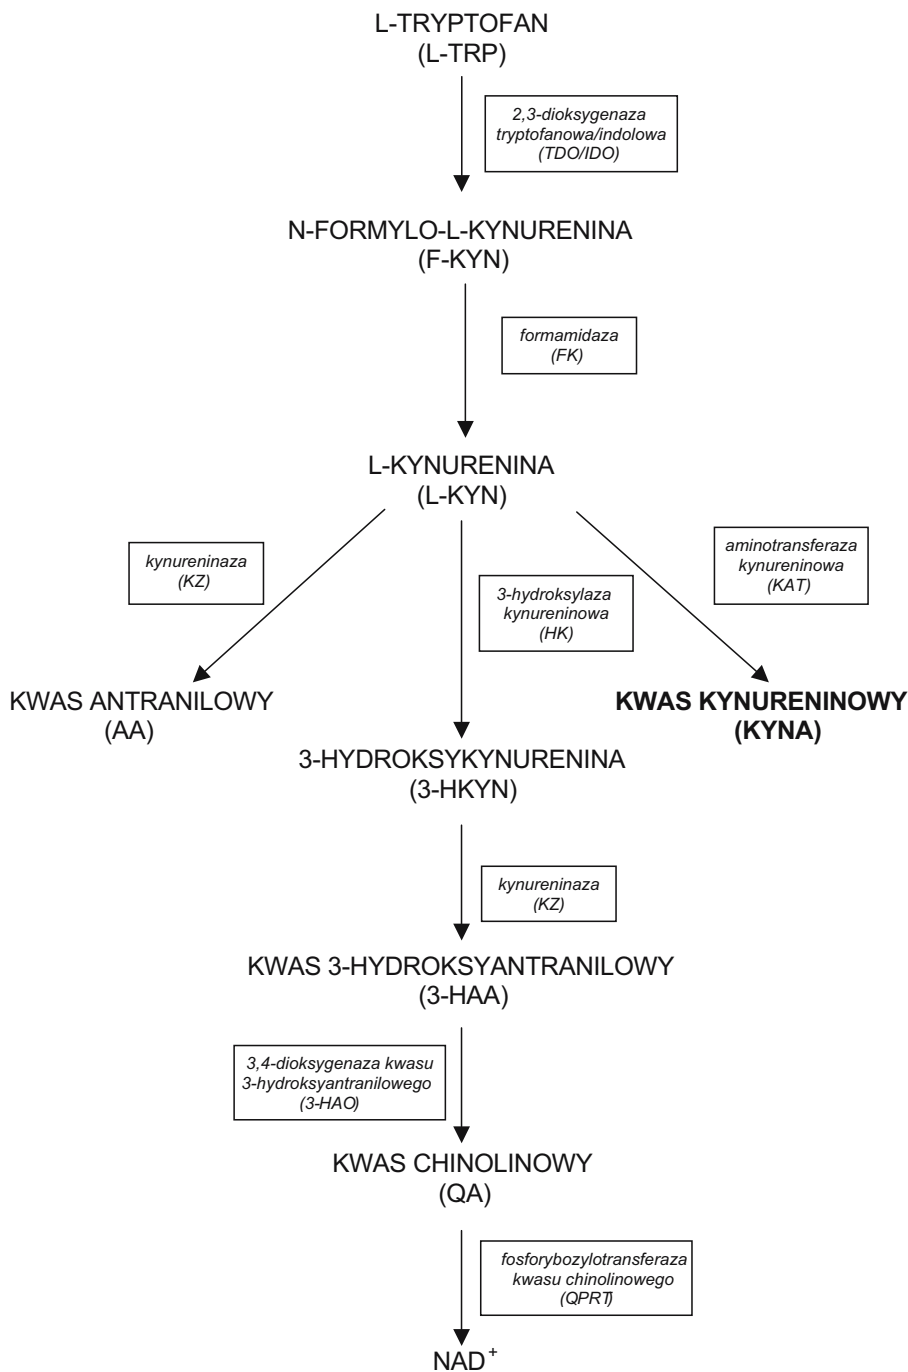 L-TRYPTOFAN
(L-TRP)
2,3-dioksygenaza
tryptofanowa/indolowa
(TDO/IDO)
N-FORMYLO-L-KYNURENINA
(F-KYN)
formamidaza
(FK)
L-KYNURENINA
(L-KYN)
kynureninaza
(KZ)
3-hydroksylaza
kynureninowa
(HK)
aminotransferaza
kynureninowa
(KAT)
KWAS ANTRANILOWY
(AA)
KWAS KYNURENINOWY
(KYNA)
3-HYDROKSYKYNURENINA
(3-HKYN)
kynureninaza
(KZ)
KWAS 3-HYDROKSYANTRANILOWY
(3-HAA)
3,4-dioksygenaza kwasu
3-hydroksyantranilowego
(3-HAO)
KWAS CHINOLINOWY
(QA)
fosforybozylotransferaza
kwasu chinolinowego
(QPRT)
NAD⁺